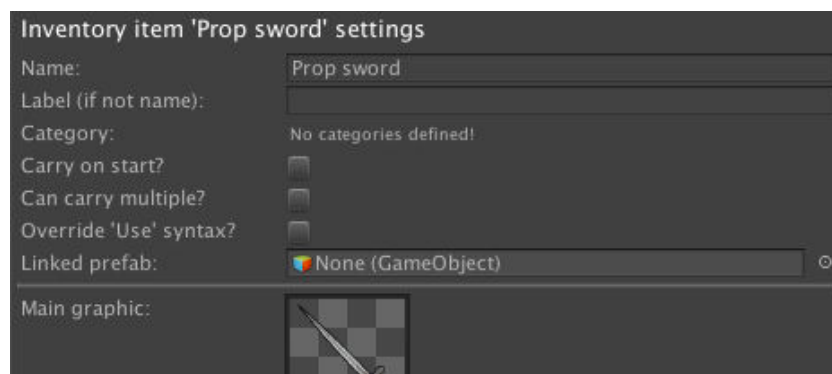 Inventory item 'Prop sword' settings
Name: Prop sword
Label (if not name):
Category: No categories defined!
Carry on start?
Can carry multiple?
Override 'Use' syntax?
Linked prefab: None (GameObject)
Main graphic: